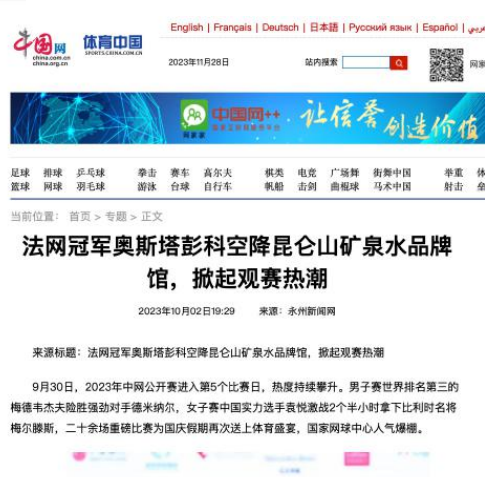 English | Français | Deutsch | 日本語 | Русский язык | Español | عربي
中国网
china.com.cn
china.org.cn
体育中国
SPORTS.CHINA.COM.CN
2023年11月28日
站内搜索
网家
网家家
中国网++
让信誉创造价值
足球 排球 乒乓球 拳击 赛车 高尔夫 棋类 电竞 广场舞 街舞中国 举重 体
篮球 网球 羽毛球 游泳 台球 自行车 帆船 击剑 曲棍球 马术中国 射击 垒
当前位置： 首页 > 专题 > 正文
法网冠军奥斯塔彭科空降昆仑山矿泉水品牌
馆，掀起观赛热潮
2023年10月02日19:29 来源：永州新闻网
来源标题：法网冠军奥斯塔彭科空降昆仑山矿泉水品牌馆，掀起观赛热潮
9月30日，2023年中网公开赛进入第5个比赛日，热度持续攀升。男子赛世界排名第三的
梅德韦杰夫险胜强劲对手德米纳尔，女子赛中国实力选手袁悦激战2个半小时拿下比利时名将
梅尔滕斯，二十余场重磅比赛为国庆假期再次送上体育盛宴，国家网球中心人气爆棚。